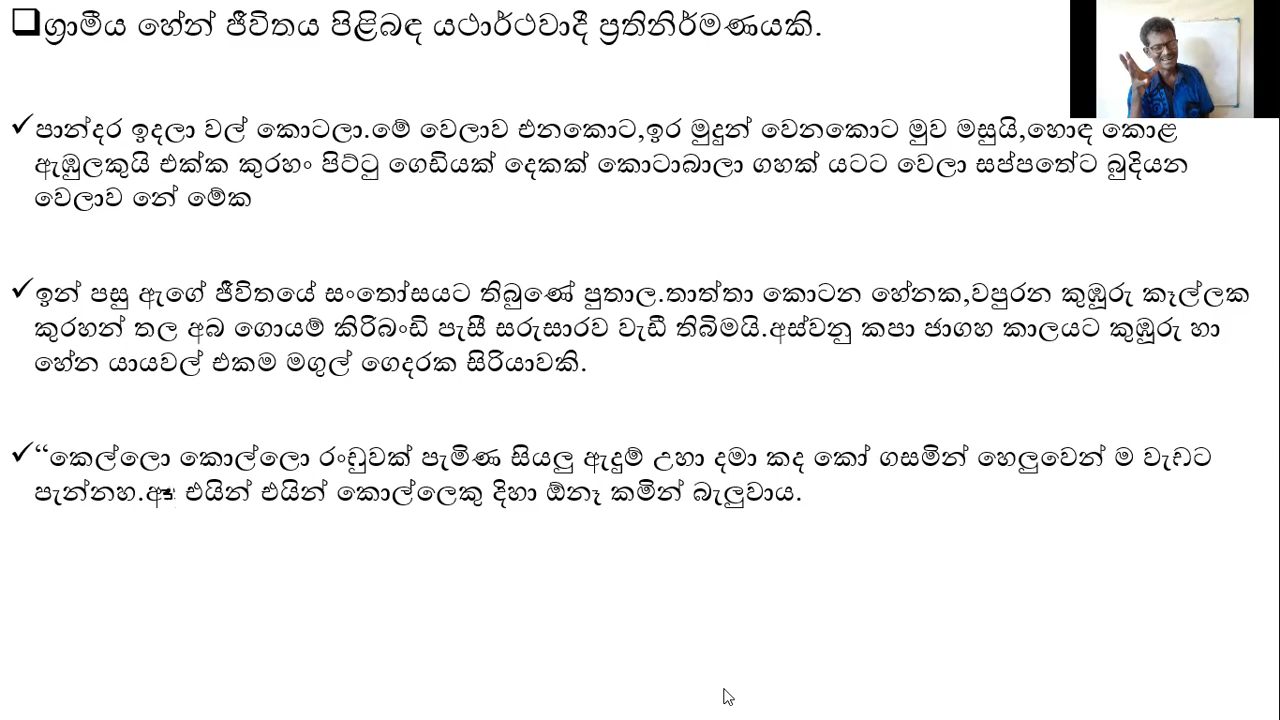 ග්‍රාමීය හේන් ජීවිතය පිළිබඳ යථාර්ථවාදී ප්‍රතිනිර්මණයකි.
පාන්දර ඉදලා වල් කොටලා.මේ වෙලාව එනකොට,ඉර මුදුන් වෙනකොට මුව මසුයි,හොඳ කොළ
ඇඹුලකුයි එක්ක කුරහං පිට්ටු ගෙඩියක් දෙකක් කොටාබාලා ගහක් යටට වෙලා සප්පතේට බුදියන
වෙලාව නේ මේක
ඉන් පසු ඇගේ ජීවිතයේ සංතෝසයට තිබුණේ පුතාල.තාත්තා කොටන හේනක,වපුරන කුඹූරු කෑල්ලක
කුරහන් තල අබ ගොයම් කිරිබංඩි පැසී සරුසාරව වැඩී තිබිමයි.අස්වනු කපා ජාගහ කාලයට කුඹූරු හා
හේන යායවල් එකම මගුල් ගෙදරක සිරියාවකි.
“කෙල්ලො කොල්ලො රංඩුවක් පැමිණ සියලු ඇදුම් උහා දමා කද කෝ ගසමින් හෙලුවෙන් ම වැඩට
පැන්නහ. එයින් එයින් කොල්ලෙකු දිහා ඕනෑ කමින් බැලුවාය.